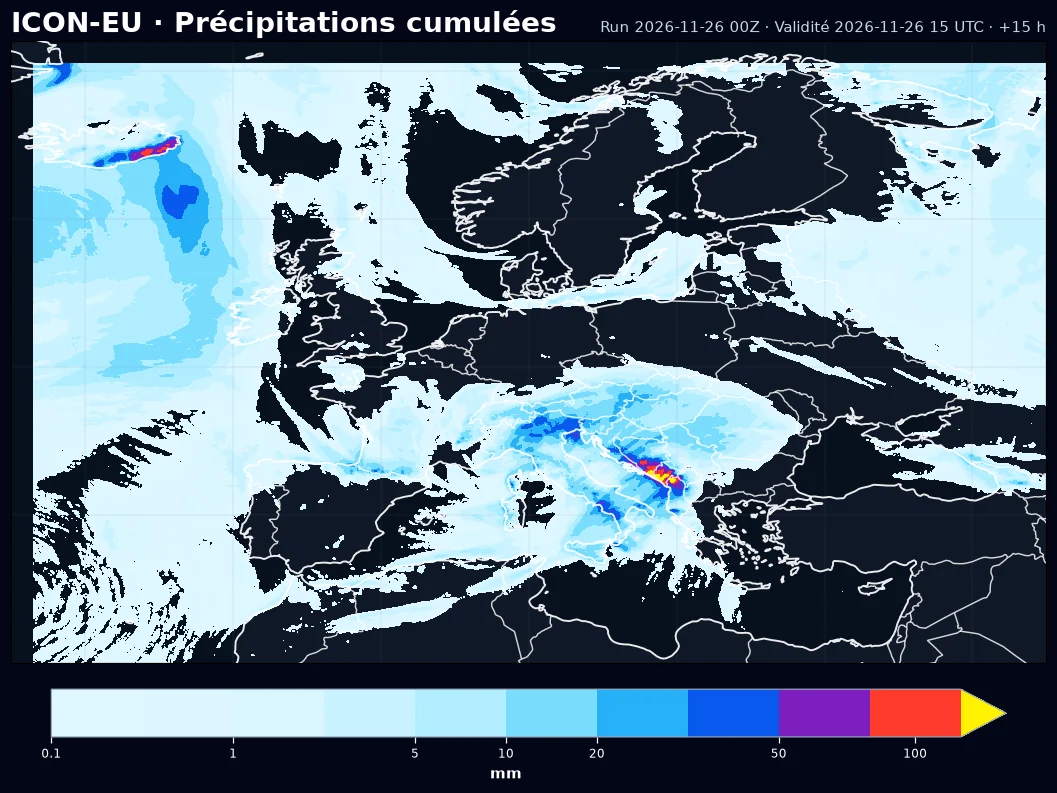 ICON-EU · Précipitations cumulées
Run 2026-11-26 00Z · Validité 2026-11-26 15 UTC · +15 h
0.1 1 5 10 20 50 100
mm